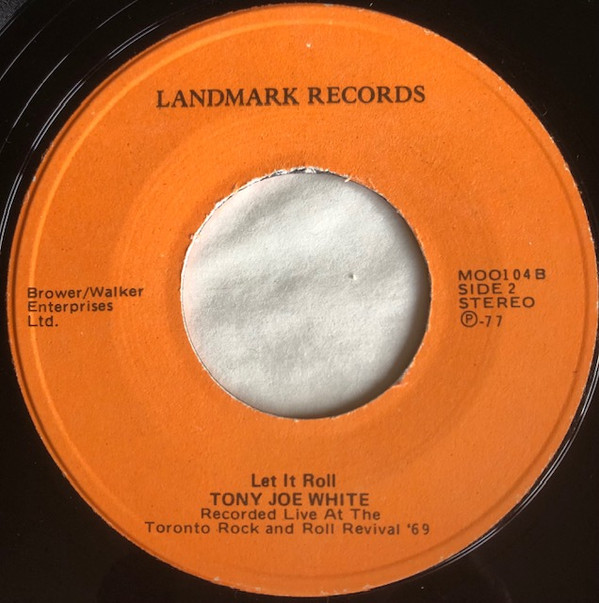 LANDMARK RECORDS
Brower/Walker
Enterprises
Ltd.
MOO104B
SIDE 2
STEREO
Ⓟ-77
Let It Roll
TONY JOE WHITE
Recorded Live At The
Toronto Rock and Roll Revival '69